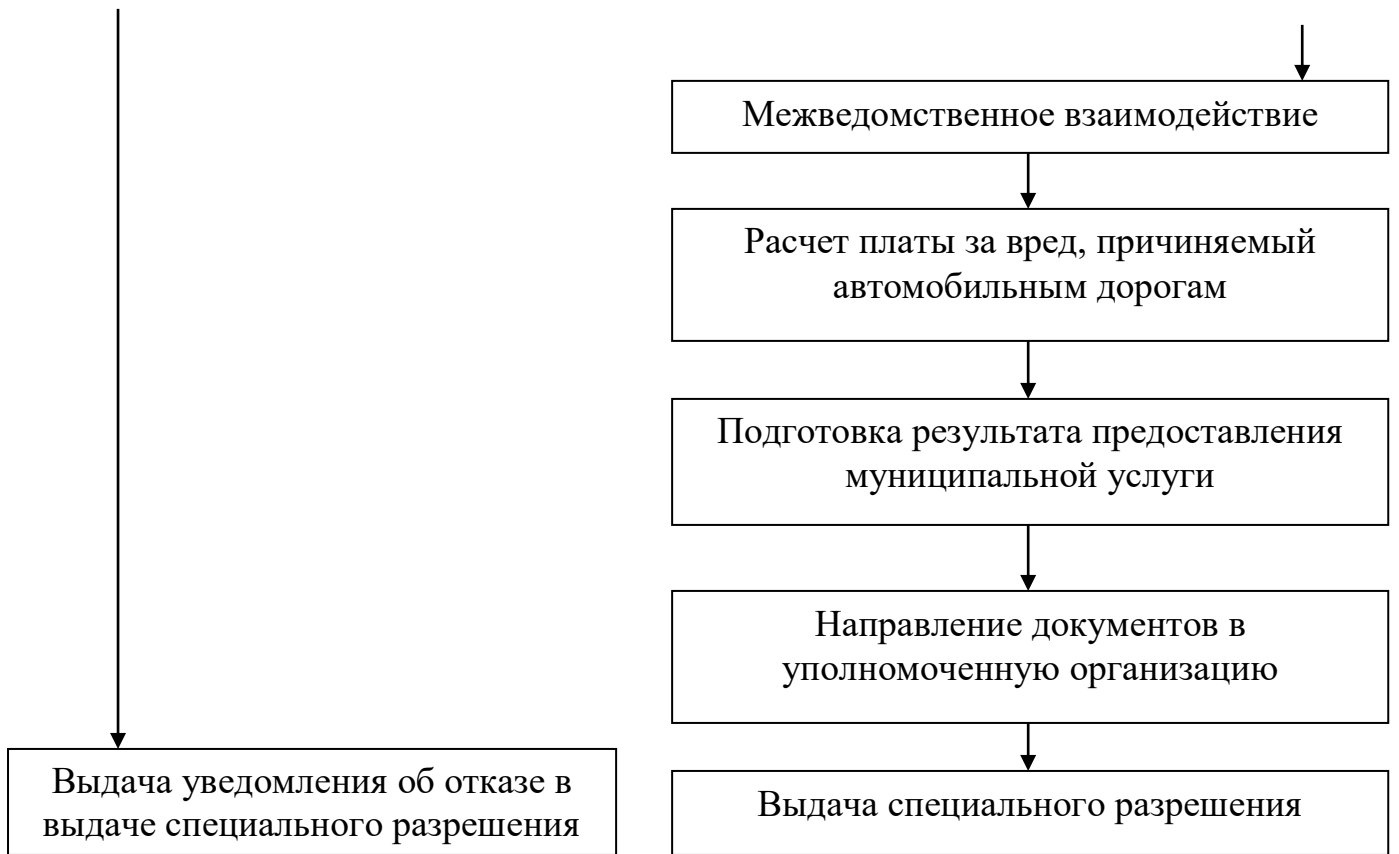 Межведомственное взаимодействие
Расчет платы за вред, причиняемый
автомобильным дорогам
Подготовка результата предоставления
муниципальной услуги
Направление документов в
уполномоченную организацию
Выдача уведомления об отказе в
выдаче специального разрешения
Выдача специального разрешения